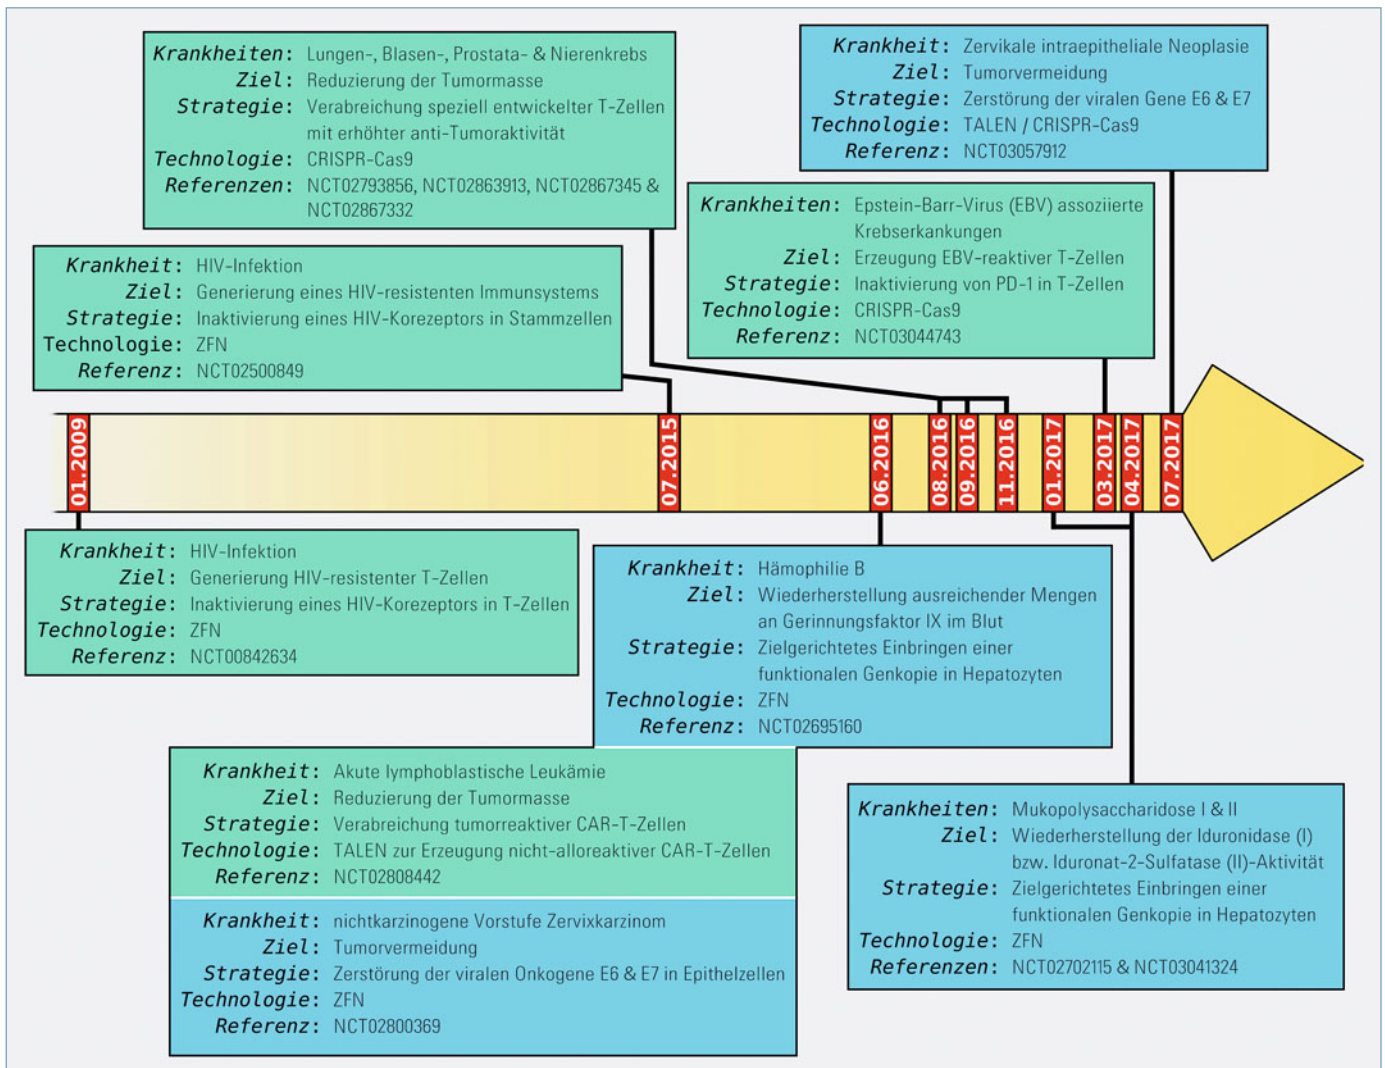 Krankheiten: Lungen-, Blasen-, Prostata- & Nierenkrebs
Ziel: Reduzierung der Tumormasse
Strategie: Verabreichung speziell entwickelter T-Zellen
mit erhöhter anti-Tumoraktivität
Technologie: CRISPR-Cas9
Referenzen: NCT02793856, NCT02863913, NCT02867345 &
NCT02867332
Krankheit: Zervikale intraepitheliale Neoplasie
Ziel: Tumorvermeidung
Strategie: Zerstörung der viralen Gene E6 & E7
Technologie: TALEN / CRISPR-Cas9
Referenz: NCT03057912
Krankheiten: Epstein-Barr-Virus (EBV) assoziierte
Krebserkankungen
Ziel: Erzeugung EBV-reaktiver T-Zellen
Strategie: Inaktivierung von PD-1 in T-Zellen
Technologie: CRISPR-Cas9
Referenz: NCT03044743
Krankheit: HIV-Infektion
Ziel: Generierung eines HIV-resistenten Immunsystems
Strategie: Inaktivierung eines HIV-Korezeptors in Stammzellen
Technologie: ZFN
Referenz: NCT02500849
01.2009
07.2015
06.2016
08.2016
09.2016
11.2016
01.2017
03.2017
04.2017
07.2017
Krankheit: HIV-Infektion
Ziel: Generierung HIV-resistenter T-Zellen
Strategie: Inaktivierung eines HIV-Korezeptors in T-Zellen
Technologie: ZFN
Referenz: NCT00842634
Krankheit: Hämophilie B
Ziel: Wiederherstellung ausreichender Mengen
an Gerinnungsfaktor IX im Blut
Strategie: Zielgerichtetes Einbringen einer
funktionalen Genkopie in Hepatozyten
Technologie: ZFN
Referenz: NCT02695160
Krankheit: Akute lymphoblastische Leukämie
Ziel: Reduzierung der Tumormasse
Strategie: Verabreichung tumorreaktiver CAR-T-Zellen
Technologie: TALEN zur Erzeugung nicht-alloreaktiver CAR-T-Zellen
Referenz: NCT02808442
Krankheit: nichtkarzinogene Vorstufe Zervixkarzinom
Ziel: Tumorvermeidung
Strategie: Zerstörung der viralen Onkogene E6 & E7 in Epithelzellen
Technologie: ZFN
Referenz: NCT02800369
Krankheiten: Mukopolysaccharidose I & II
Ziel: Wiederherstellung der Iduronidase (I)
bzw. Iduronat-2-Sulfatase (II)-Aktivität
Strategie: Zielgerichtetes Einbringen einer
funktionalen Genkopie in Hepatozyten
Technologie: ZFN
Referenzen: NCT02702115 & NCT03041324